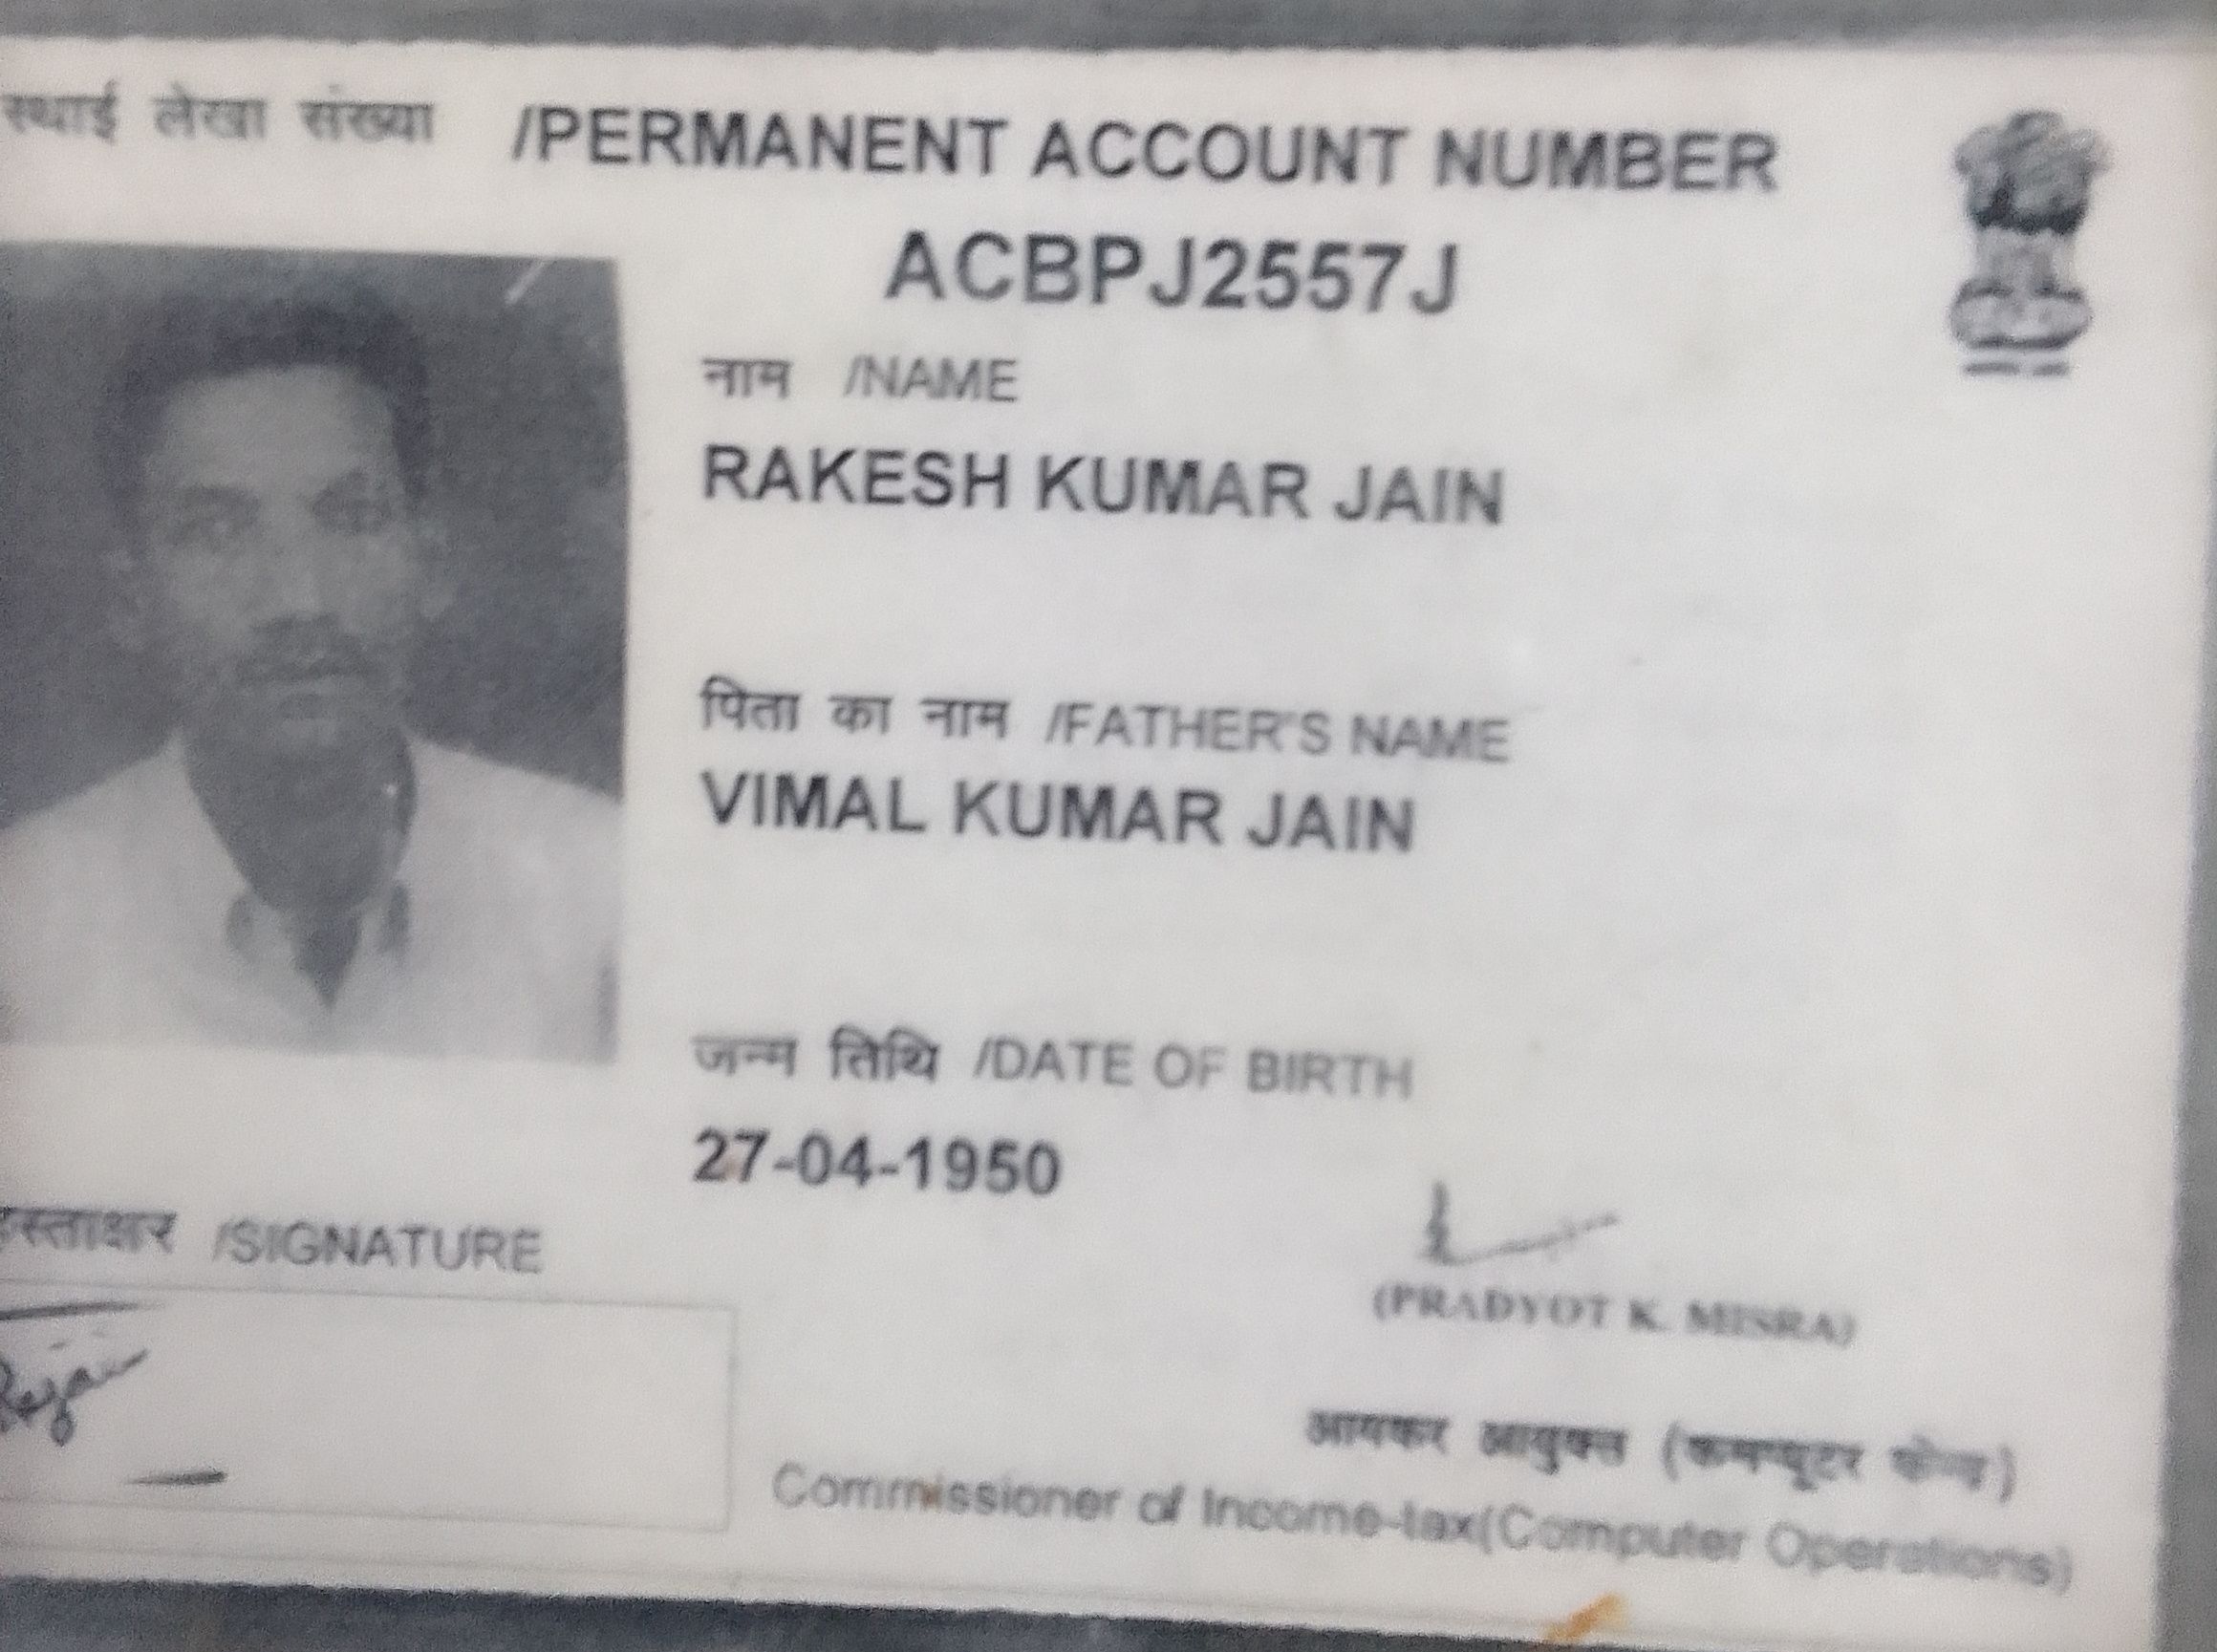 स्थाई लेखा संख्या /PERMANENT ACCOUNT NUMBER
ACBPJ2557J
नाम /NAME
RAKESH KUMAR JAIN
पिता का नाम /FATHER'S NAME
VIMAL KUMAR JAIN
जन्म तिथि /DATE OF BIRTH
27-04-1950
हस्ताक्षर /SIGNATURE
(PRADYOT K. MISRA)
आयकर आयुक्त (कम्प्यूटर केन्द्र)
Commissioner of Income-tax(Computer Operations)